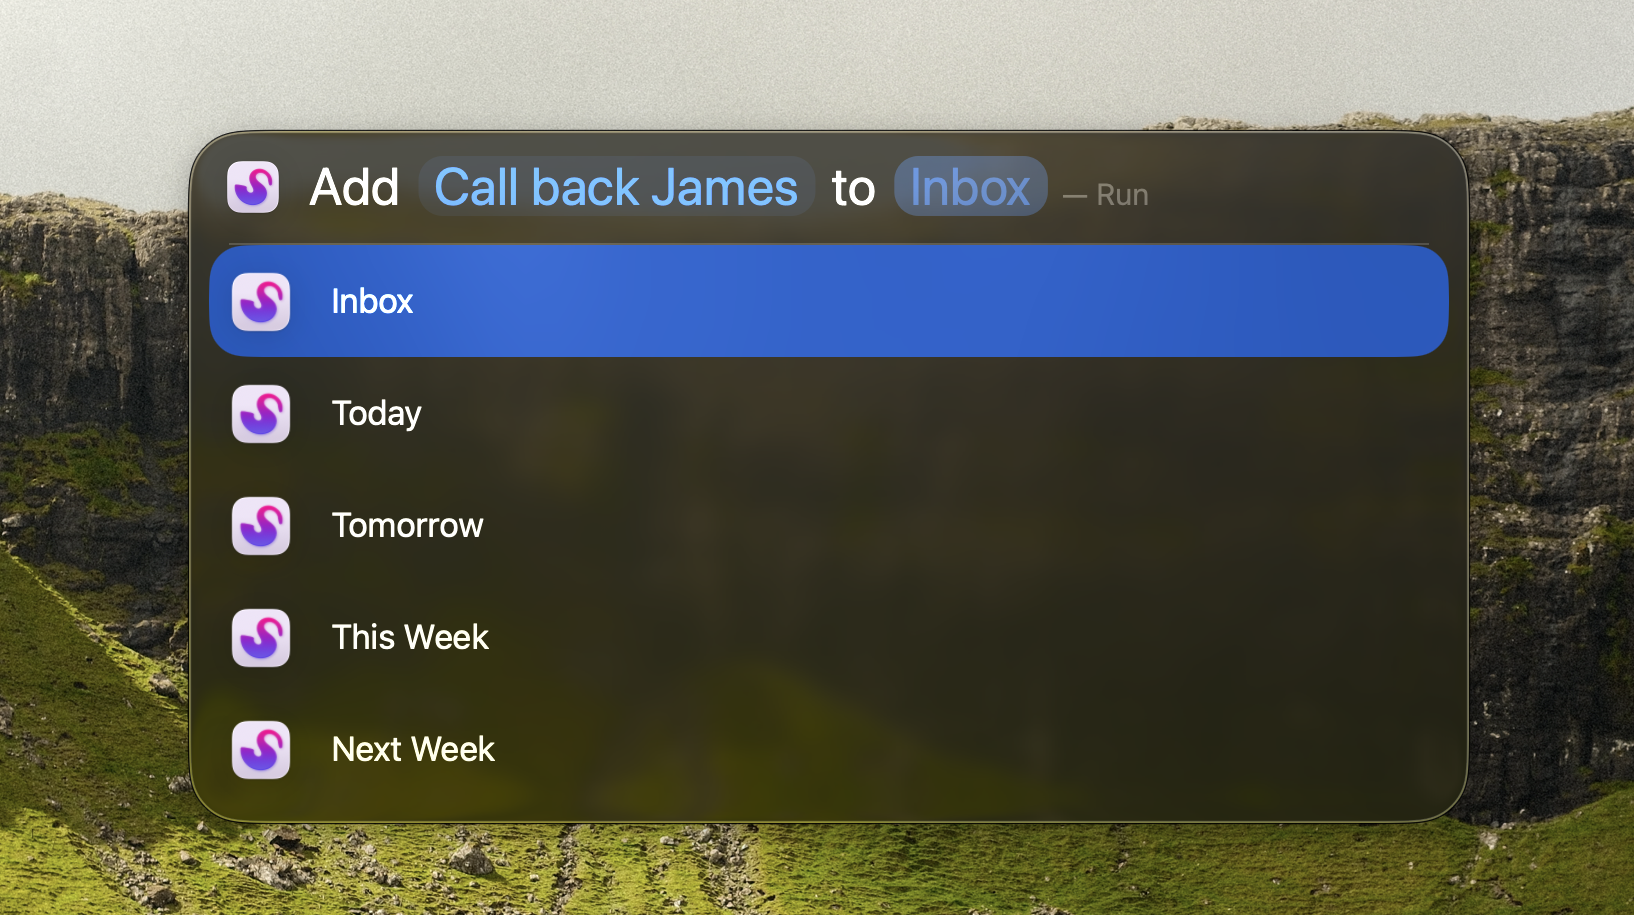 Add Call back James to Inbox — Run
Inbox
Today
Tomorrow
This Week
Next Week